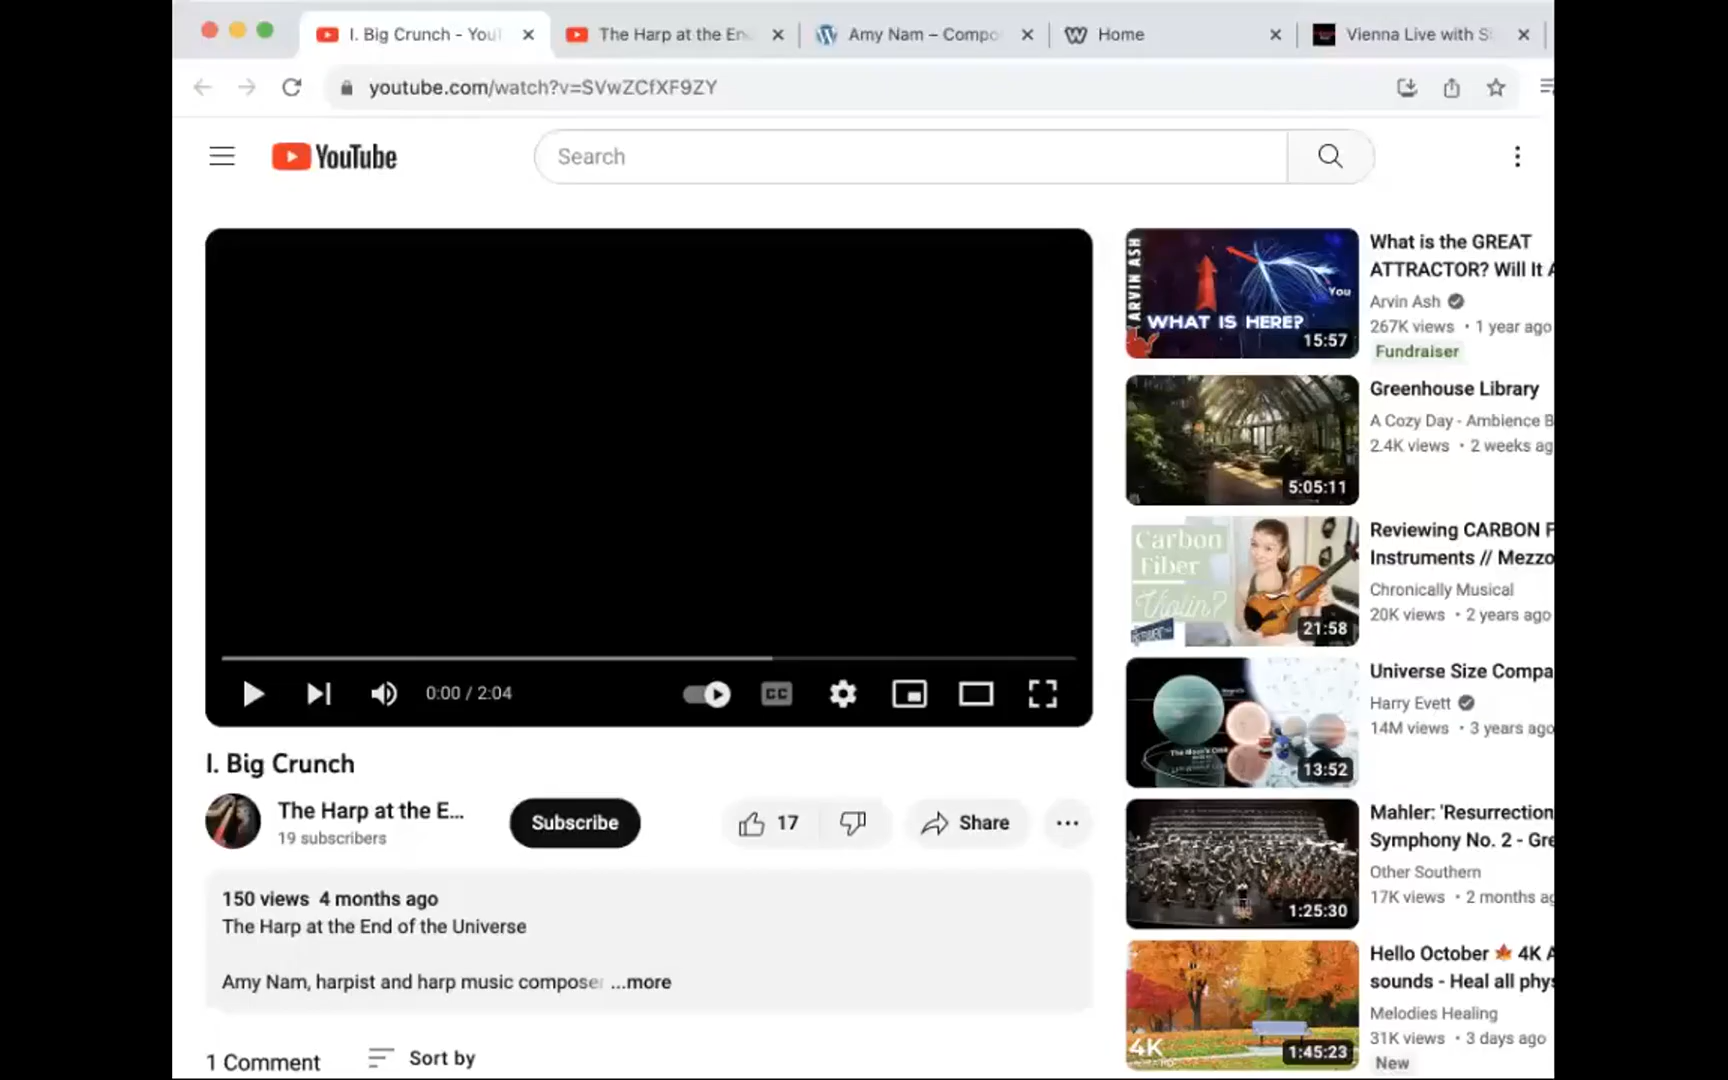 I. Big Crunch - You
The Harp at the En
Amy Nam – Compo
Home
Vienna Live with S
youtube.com/watch?v=SVwZCfXF9ZY
YouTube
Search
0:00 / 2:04
CC
I. Big Crunch
The Harp at the E...
19 subscribers
Subscribe
17
Share
150 views 4 months ago
The Harp at the End of the Universe
Amy Nam, harpist and harp music compose ...more
1 Comment
Sort by
ARVIN ASH
You
WHAT IS HERE?
15:57
What is the GREAT
ATTRACTOR? Will It A
Arvin Ash
267K views • 1 year ago
Fundraiser
5:05:11
Greenhouse Library
A Cozy Day - Ambience B
2.4K views • 2 weeks ag
Carbon
Fiber
Violin?
21:58
Reviewing CARBON F
Instruments // Mezzo
Chronically Musical
20K views • 2 years ago
13:52
Universe Size Compa
Harry Evett
14M views • 3 years ago
1:25:30
Mahler: 'Resurrection
Symphony No. 2 - Gre
Other Southern
17K views • 2 months ag
4K
1:45:23
Hello October 🍁 4K A
sounds - Heal all phys
Melodies Healing
31K views • 3 days ago
New